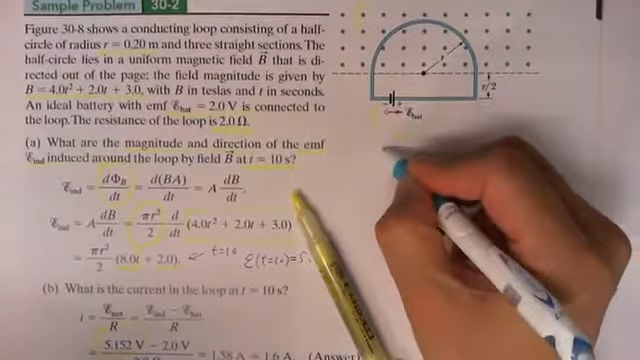 Sample Problem 30-2
Figure 30-8 shows a conducting loop consisting of a half-
circle of radius r = 0.20 m and three straight sections. The
half-circle lies in a uniform magnetic field B⃗ that is di-
rected out of the page; the field magnitude is given by
B = 4.0t² + 2.0t + 3.0, with B in teslas and t in seconds.
An ideal battery with emf ℰbat = 2.0 V is connected to
the loop. The resistance of the loop is 2.0 Ω.
(a) What are the magnitude and direction of the emf
ℰind induced around the loop by field B⃗ at t = 10 s?
ℰind = dΦB/dt = d(BA)/dt = A dB/dt.
ℰind = A dB/dt = πr²/2 d/dt (4.0t² + 2.0t + 3.0)
= πr²/2 (8.0t + 2.0). ← t=10 ℰ(t=10)=5.
(b) What is the current in the loop at t = 10 s?
i = ℰnet/R = ℰind − ℰbat/R
= 5.152 V − 2.0 V = 1.58 A ≈ 1.6 A. (Answer)
r
r/2
− +
ℰbat